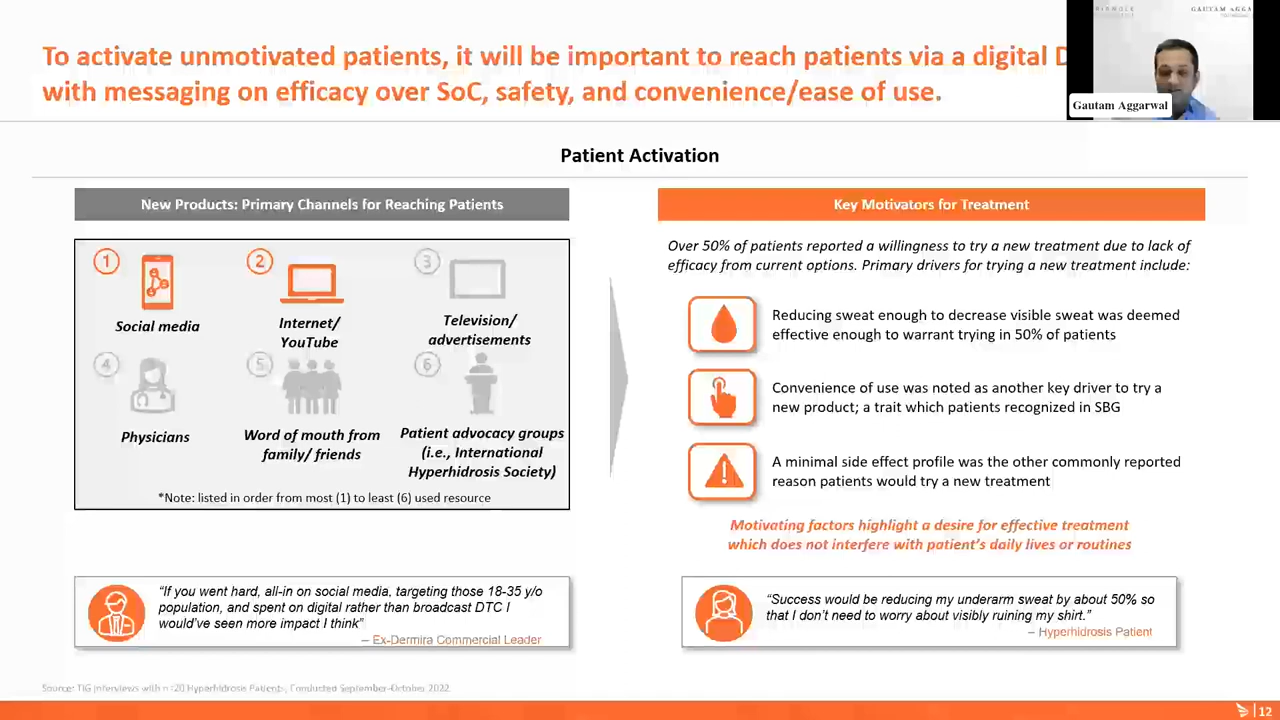 To activate unmotivated patients, it will be important to reach patients via a digital
with messaging on efficacy over SoC, safety, and convenience/ease of use.
GAUTAM AGGA
Gautam Aggarwal
Patient Activation
New Products: Primary Channels for Reaching Patients
1
2
3
Social media
Internet/
YouTube
Television/
advertisements
4
5
6
Physicians
Word of mouth from
family/ friends
Patient advocacy groups
(i.e., International
Hyperhidrosis Society)
*Note: listed in order from most (1) to least (6) used resource
"If you went hard, all-in on social media, targeting those 18-35 y/o
population, and spent on digital rather than broadcast DTC I
would've seen more impact I think"
– Ex-Dermira Commercial Leader
Key Motivators for Treatment
Over 50% of patients reported a willingness to try a new treatment due to lack of
efficacy from current options. Primary drivers for trying a new treatment include:
Reducing sweat enough to decrease visible sweat was deemed
effective enough to warrant trying in 50% of patients
Convenience of use was noted as another key driver to try a
new product; a trait which patients recognized in SBG
A minimal side effect profile was the other commonly reported
reason patients would try a new treatment
Motivating factors highlight a desire for effective treatment
which does not interfere with patient's daily lives or routines
"Success would be reducing my underarm sweat by about 50% so
that I don't need to worry about visibly ruining my shirt."
– Hyperhidrosis Patient
Source: TIG Interviews with n=20 Hyperhidrosis Patients, Conducted September-October 2022
12